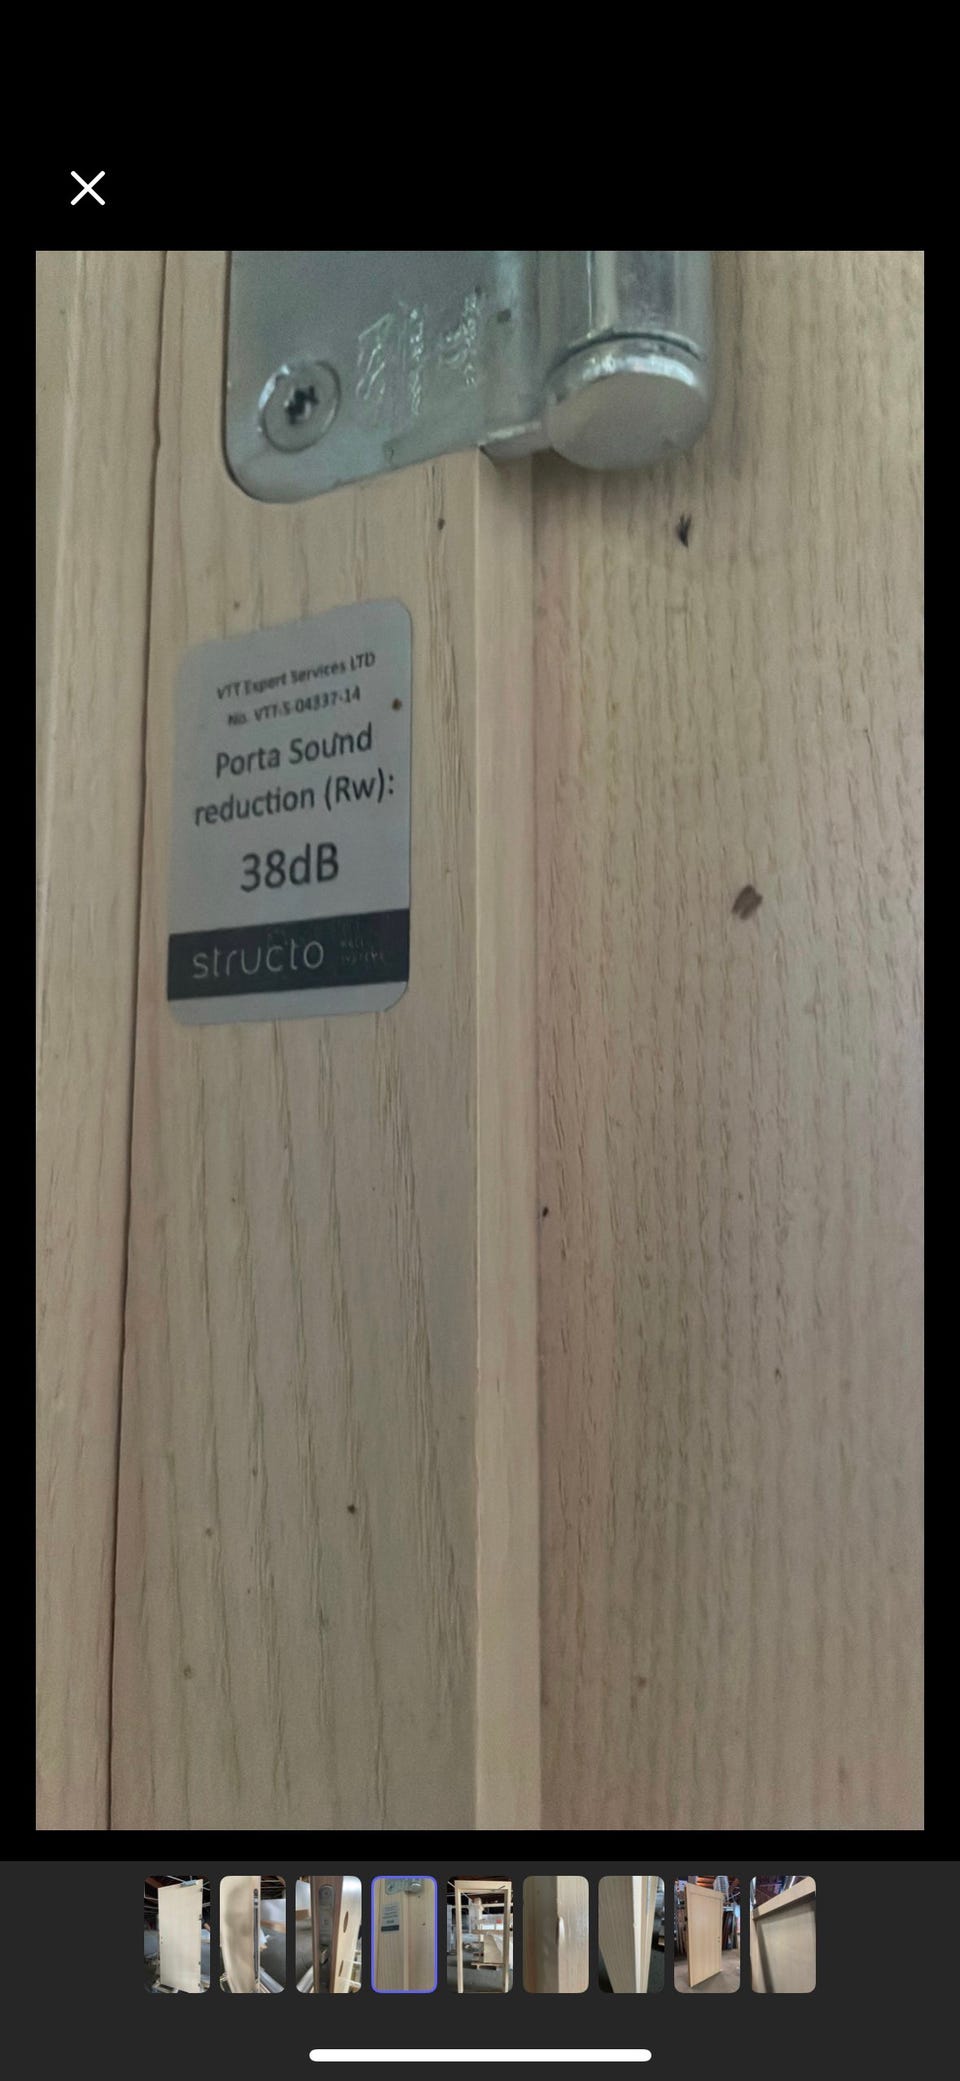 VTT Expert Services LTD
No. VTT-S-04337-14
Porta Sound
reduction (Rw):
38dB
structo